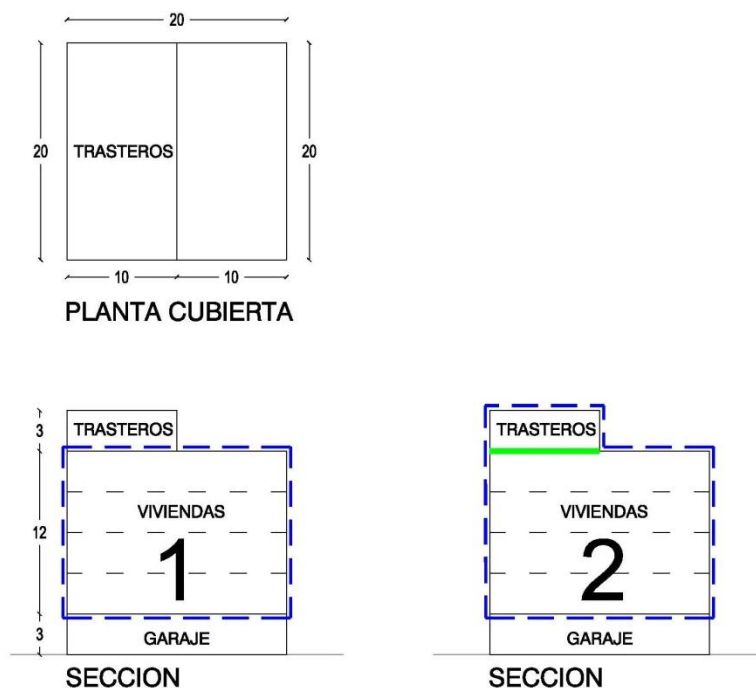 20
20 TRASTEROS 20
10 10
PLANTA CUBIERTA
3 TRASTEROS
12 VIVIENDAS
1
3 GARAJE
SECCION
TRASTEROS
VIVIENDAS
2
GARAJE
SECCION